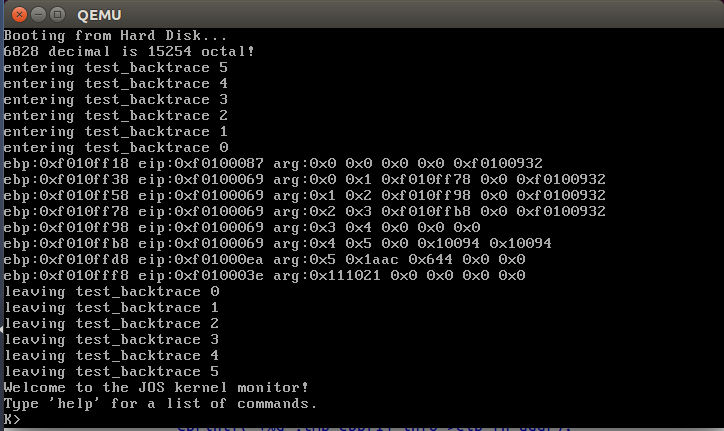 QEMU
Booting from Hard Disk...
6828 decimal is 15254 octal!
entering test_backtrace 5
entering test_backtrace 4
entering test_backtrace 3
entering test_backtrace 2
entering test_backtrace 1
entering test_backtrace 0
ebp:0xf010ff18 eip:0xf0100087 arg:0x0 0x0 0x0 0x0 0xf0100932
ebp:0xf010ff38 eip:0xf0100069 arg:0x0 0x1 0xf010ff78 0x0 0xf0100932
ebp:0xf010ff58 eip:0xf0100069 arg:0x1 0x2 0xf010ff98 0x0 0xf0100932
ebp:0xf010ff78 eip:0xf0100069 arg:0x2 0x3 0xf010ffb8 0x0 0xf0100932
ebp:0xf010ff98 eip:0xf0100069 arg:0x3 0x4 0x0 0x0 0x0
ebp:0xf010ffb8 eip:0xf0100069 arg:0x4 0x5 0x0 0x10094 0x10094
ebp:0xf010ffd8 eip:0xf01000ea arg:0x5 0x1aac 0x644 0x0 0x0
ebp:0xf010fff8 eip:0xf010003e arg:0x111021 0x0 0x0 0x0 0x0
leaving test_backtrace 0
leaving test_backtrace 1
leaving test_backtrace 2
leaving test_backtrace 3
leaving test_backtrace 4
leaving test_backtrace 5
Welcome to the JOS kernel monitor!
Type 'help' for a list of commands.
K>